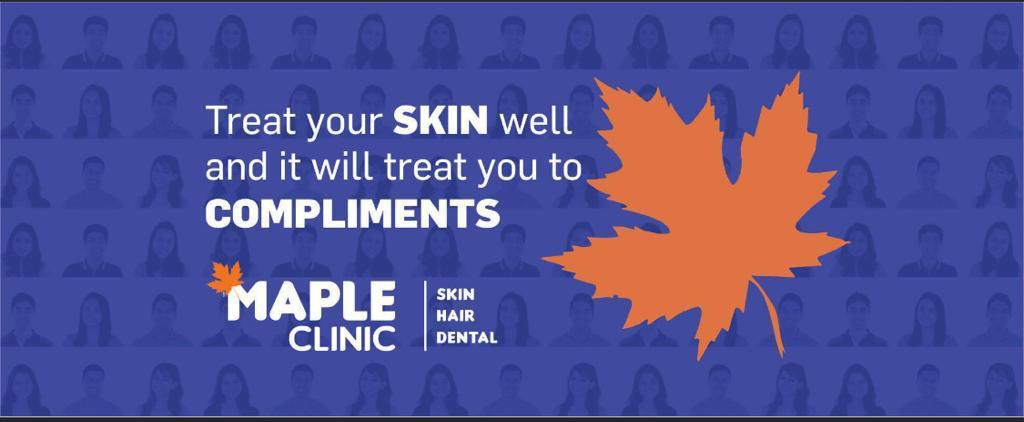 Treat your SKIN well
and it will treat you to
COMPLIMENTS
MAPLE
CLINIC
SKIN
HAIR
DENTAL